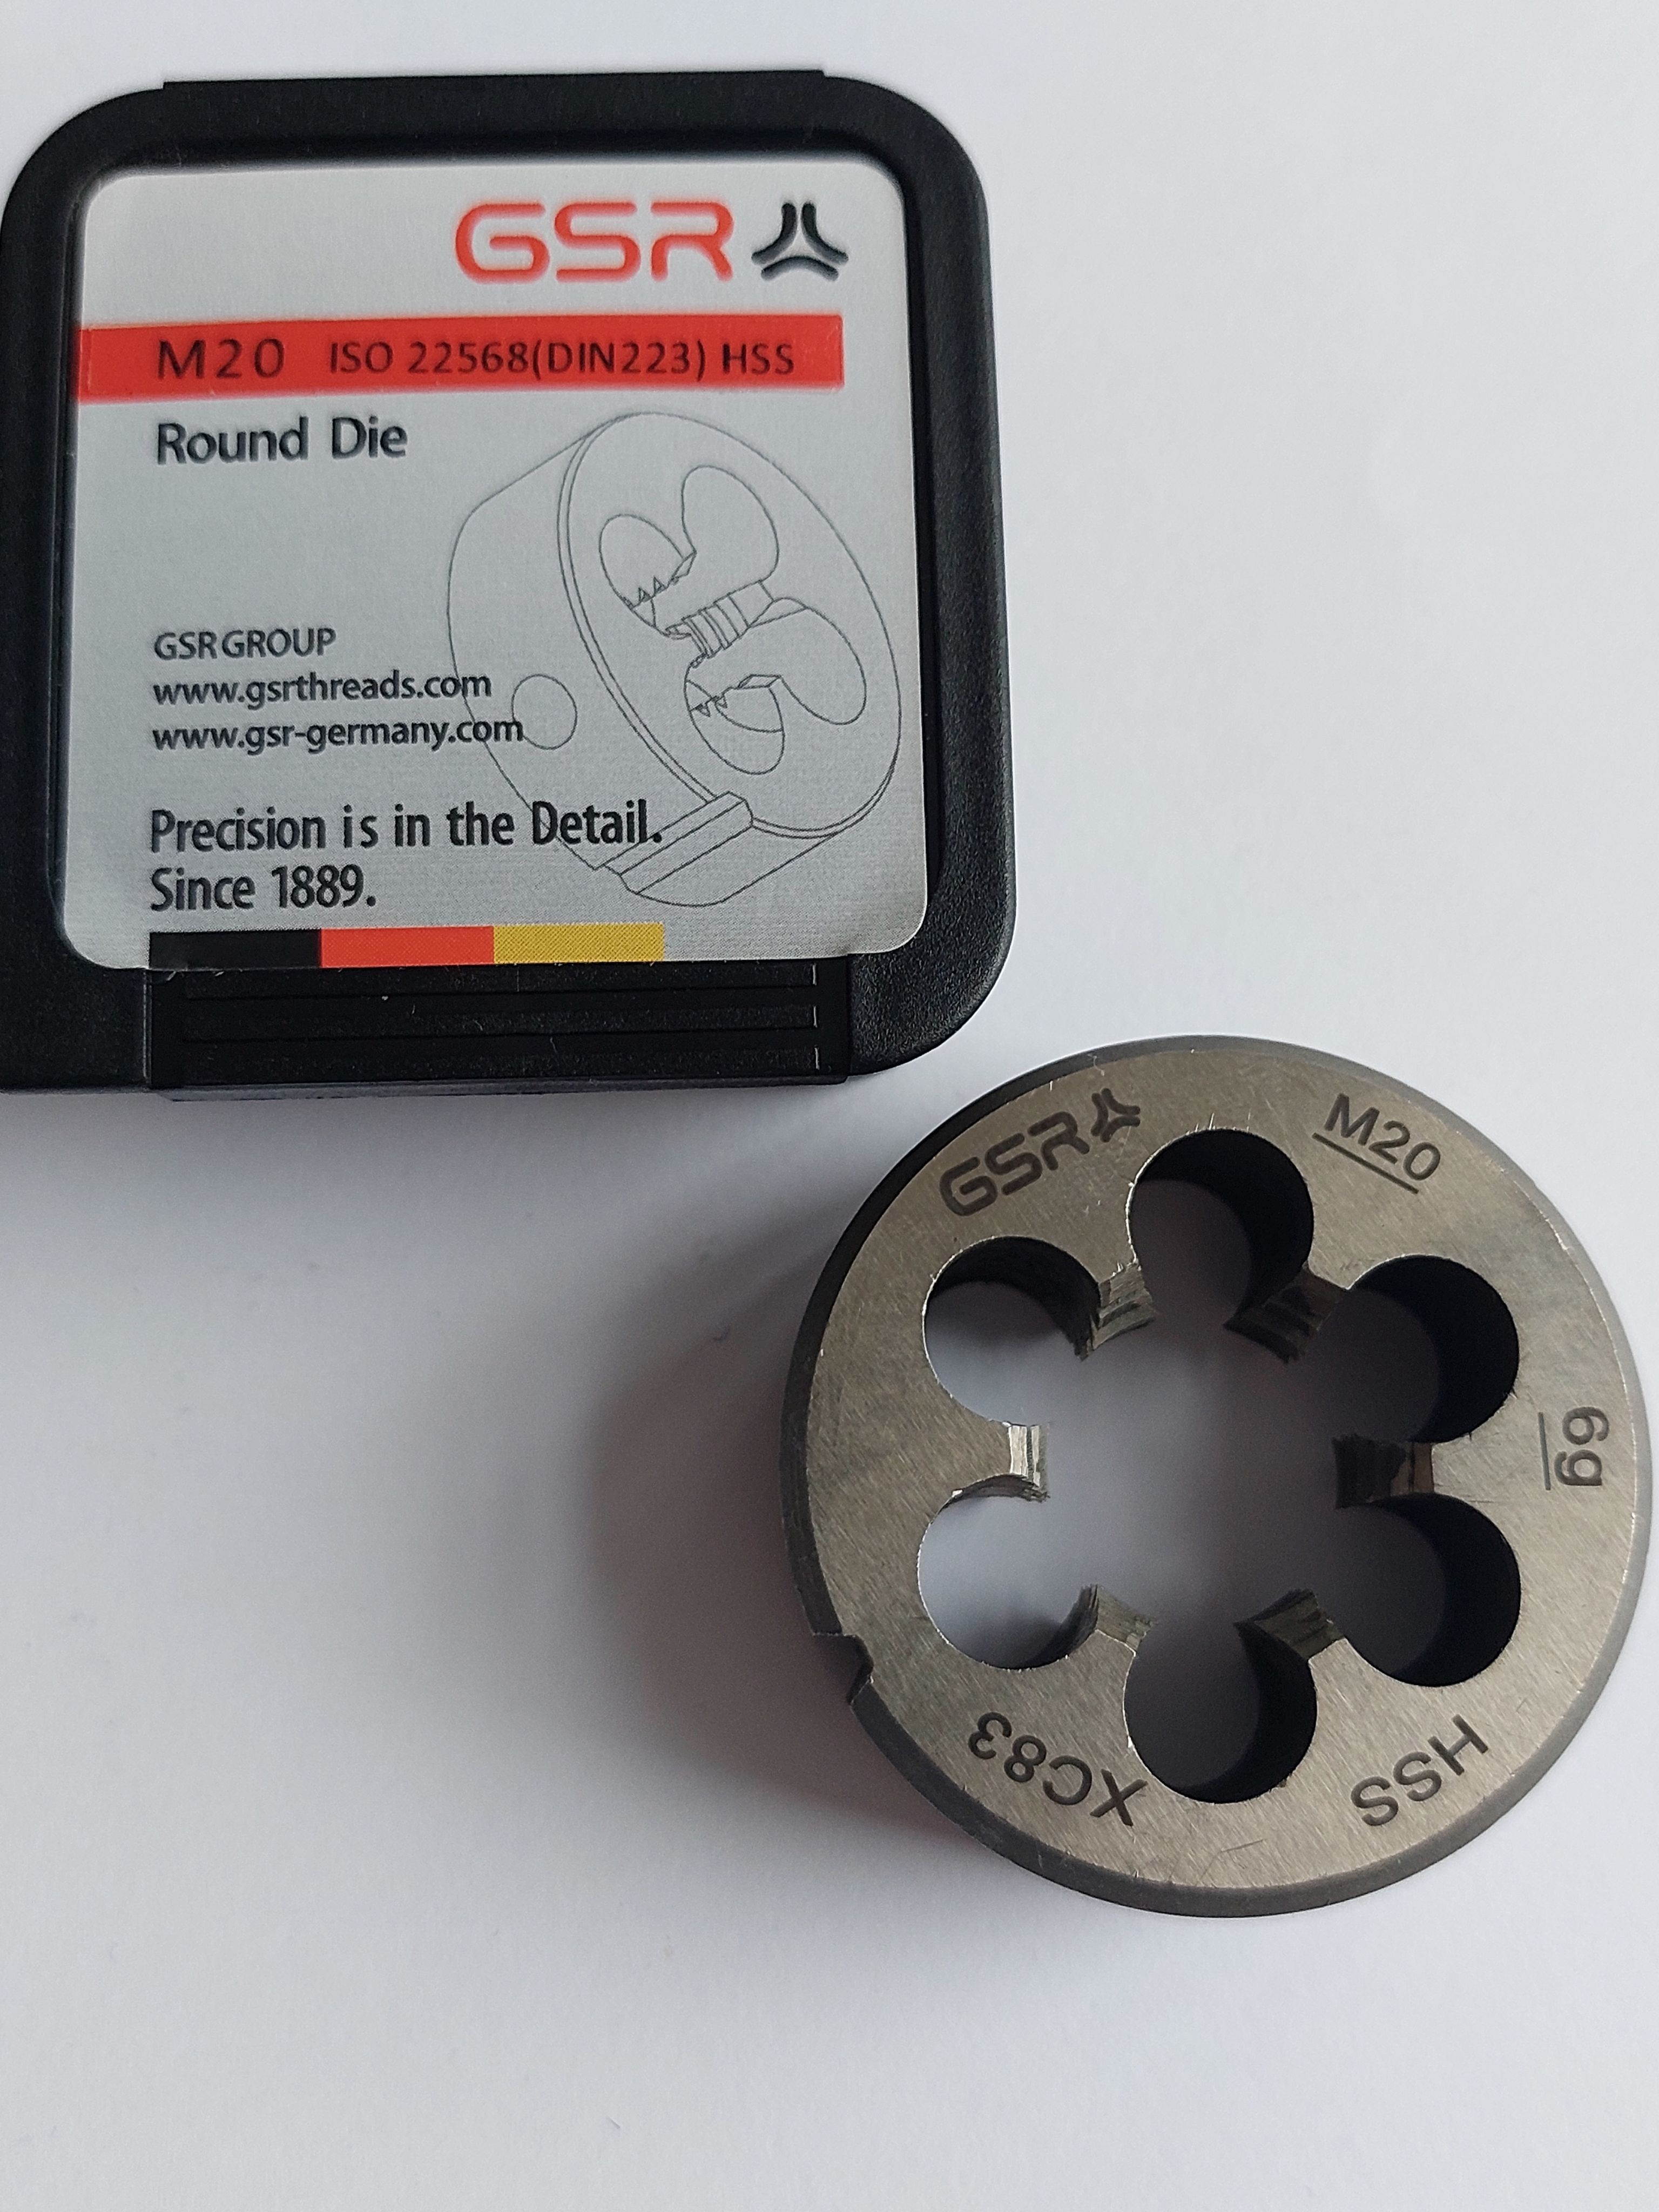 GSR
M20 ISO 22568(DIN223) HSS
Round Die
GSR GROUP
www.gsrthreads.com
www.gsr-germany.com
Precision is in the Detail.
Since 1889.
GSR
M20
6g
HSS
XC83